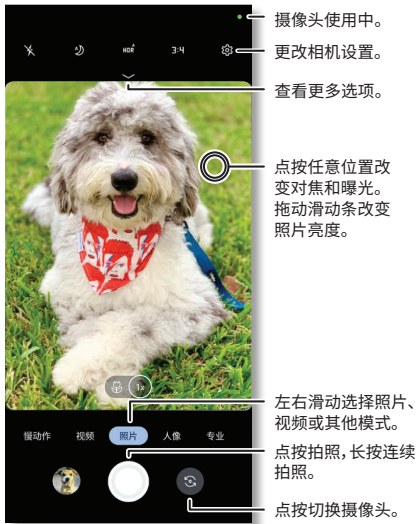 摄像头使用中。
HDR
3:4
更改相机设置。
查看更多选项。
点按任意位置改
变对焦和曝光。
拖动滑动条改变
照片亮度。
1x
左右滑动选择照片、
视频或其他模式。
慢动作 视频 照片 人像 专业
点按拍照，长按连续
拍照。
点按切换摄像头。